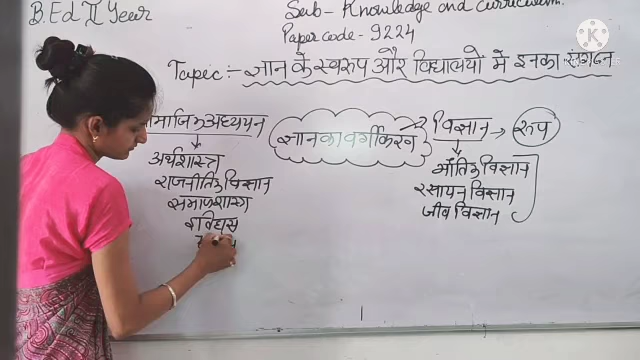 B.Ed II Year
Sub- Knowledge and Curriculum.
Paper code - 9224
Topic :- ज्ञान के स्वरूप और विद्यालयों में इनका संगठन
माजिक अध्ययन
ज्ञान का वर्गीकरण → विज्ञान → रूप
अर्थशास्त्र
राजनीतिक विज्ञान
समाजशास्त्र
इतिहास
भौतिक विज्ञान
रसायन विज्ञान
जीव विज्ञान